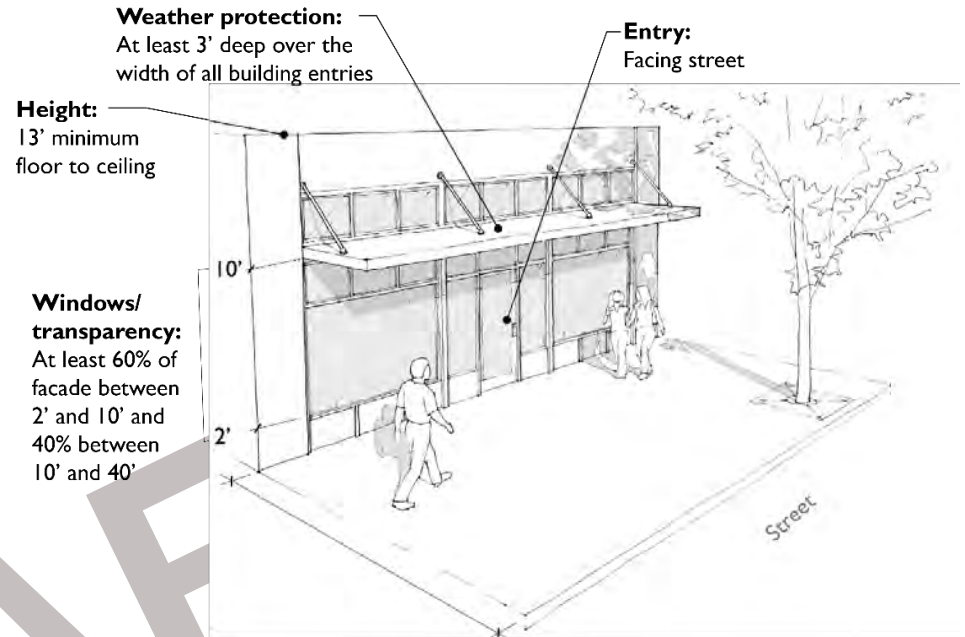 Weather protection:
At least 3’ deep over the
width of all building entries
Entry:
Facing street
Height:
13’ minimum
floor to ceiling
10’
Windows/
transparency:
At least 60% of
facade between
2’ and 10’ and
40% between
10’ and 40’
2’
Street